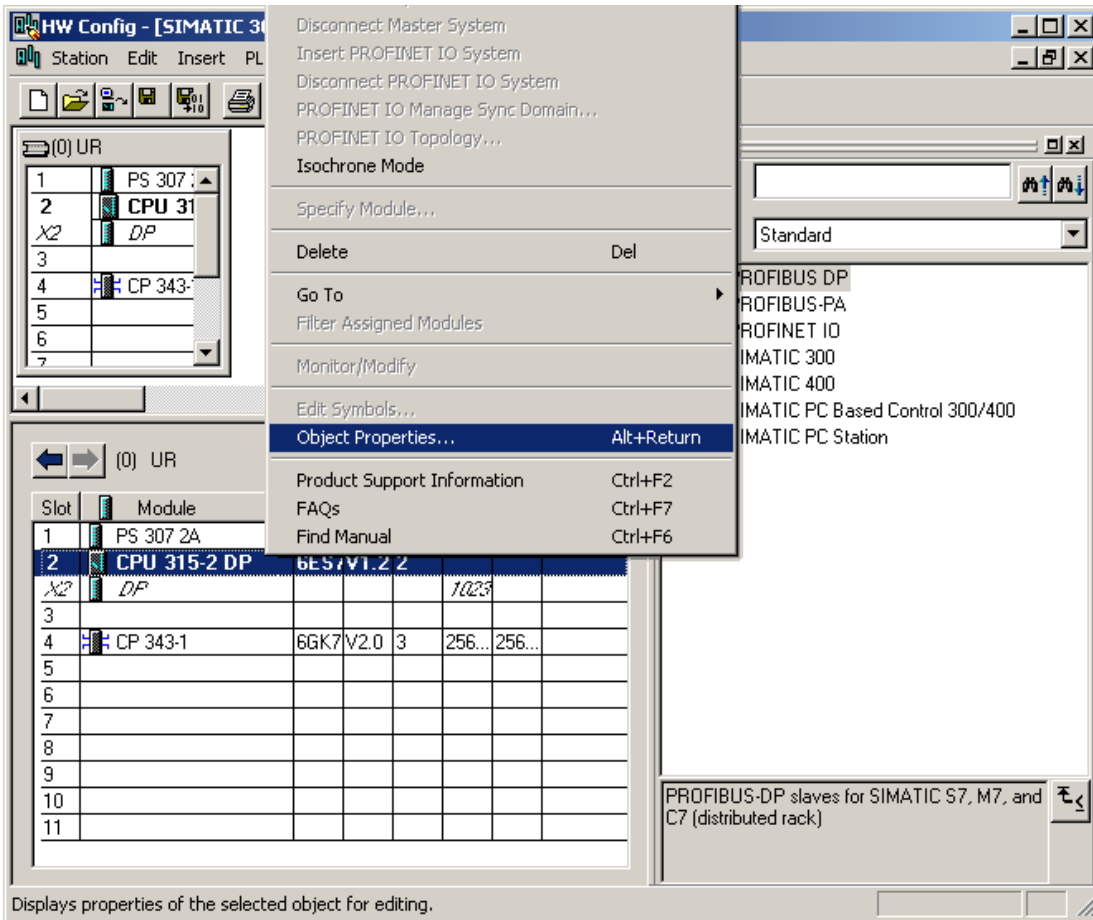 HW Config - [SIMATIC 30
Station Edit Insert PL
Disconnect Master System
Insert PROFINET IO System
Disconnect PROFINET IO System
PROFINET IO Manage Sync Domain...
PROFINET IO Topology...
Isochrone Mode
Specify Module...
Delete Del
Go To
Filter Assigned Modules
Monitor/Modify
Edit Symbols...
Object Properties... Alt+Return
Product Support Information Ctrl+F2
FAQs Ctrl+F7
Find Manual Ctrl+F6
(0) UR
1 PS 307
2 CPU 31
X2 DP
3
4 CP 343-
5
6
7
Standard
ROFIBUS DP
ROFIBUS-PA
ROFINET IO
IMATIC 300
IMATIC 400
IMATIC PC Based Control 300/400
IMATIC PC Station
(0) UR
Slot Module
1 PS 307 2A
2 CPU 315-2 DP 6ES7 V1.2 2
X2 DP 1023
3
4 CP 343-1 6GK7 V2.0 3 256... 256...
5
6
7
8
9
10
11
PROFIBUS-DP slaves for SIMATIC S7, M7, and
C7 (distributed rack)
Displays properties of the selected object for editing.